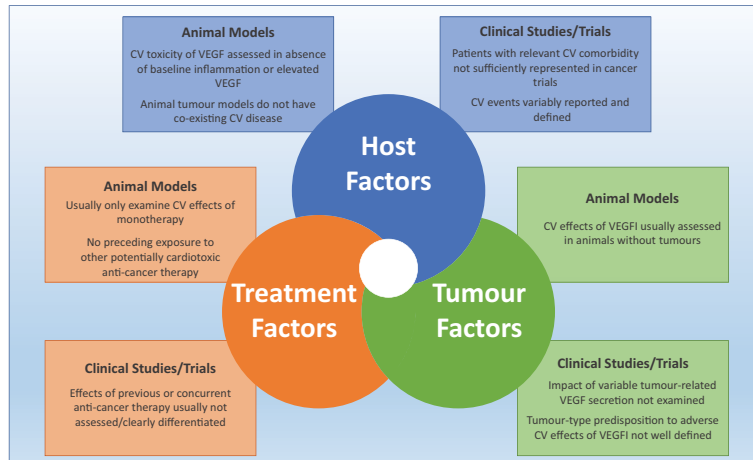 Animal Models
CV toxicity of VEGF assessed in absence
of baseline inflammation or elevated
VEGF
Animal tumour models do not have
co-existing CV disease
Clinical Studies/Trials
Patients with relevant CV comorbidity
not sufficiently represented in cancer
trials
CV events variably reported and
defined
Host
Factors
Animal Models
Usually only examine CV effects of
monotherapy
No preceding exposure to
other potentially cardiotoxic
anti-cancer therapy
Animal Models
CV effects of VEGFI usually assessed
in animals without tumours
Treatment
Factors
Tumour
Factors
Clinical Studies/Trials
Effects of previous or concurrent
anti-cancer therapy usually not
assessed/clearly differentiated
Clinical Studies/Trials
Impact of variable tumour-related
VEGF secretion not examined
Tumour-type predisposition to adverse
CV effects of VEGFI not well defined